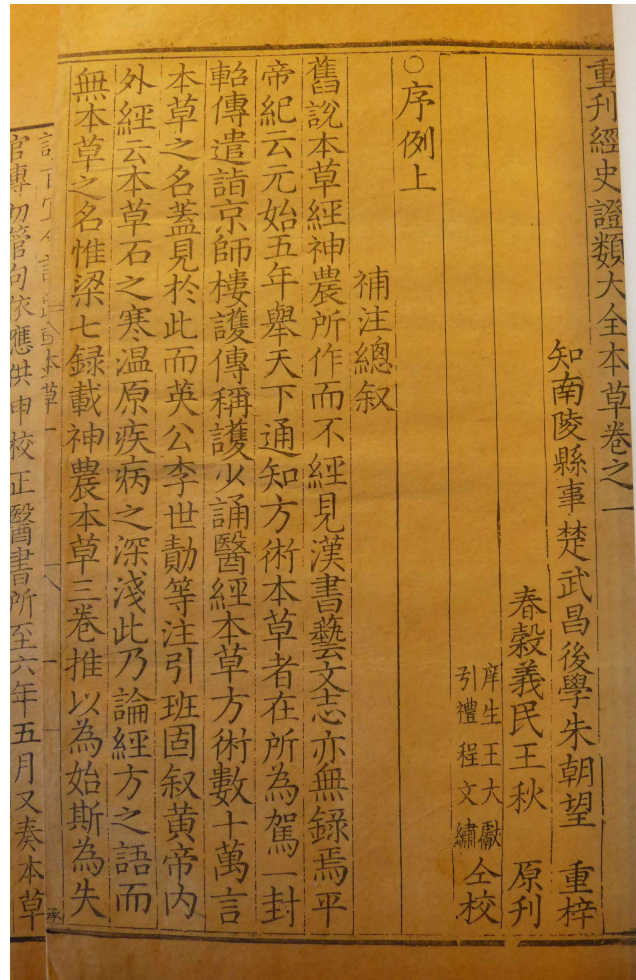 重刊經史證類大全本草卷之一
知南陵縣事楚武昌後學朱朝望 重梓
春穀義民王秋 原刊
庠生王大獻
引禮程文繡 仝校
○序例上
補注總叙
舊說本草經神農所作而不經見漢書藝文志亦無錄焉平
帝紀云元始五年舉天下通知方術本草者在所為駕一封
軺傳遣詣京師樓護傳稱護少誦醫經本草方術數十萬言
本草之名蓋見於此而英公李世勣等注引班固叙黃帝內
外經云本草石之寒溫原疾病之深淺此乃論經方之語而
無本草之名惟梁七録載神農本草三卷推以為始斯為失
本草
官專切管句依應供申校正醫書所至六年五月又奏本草